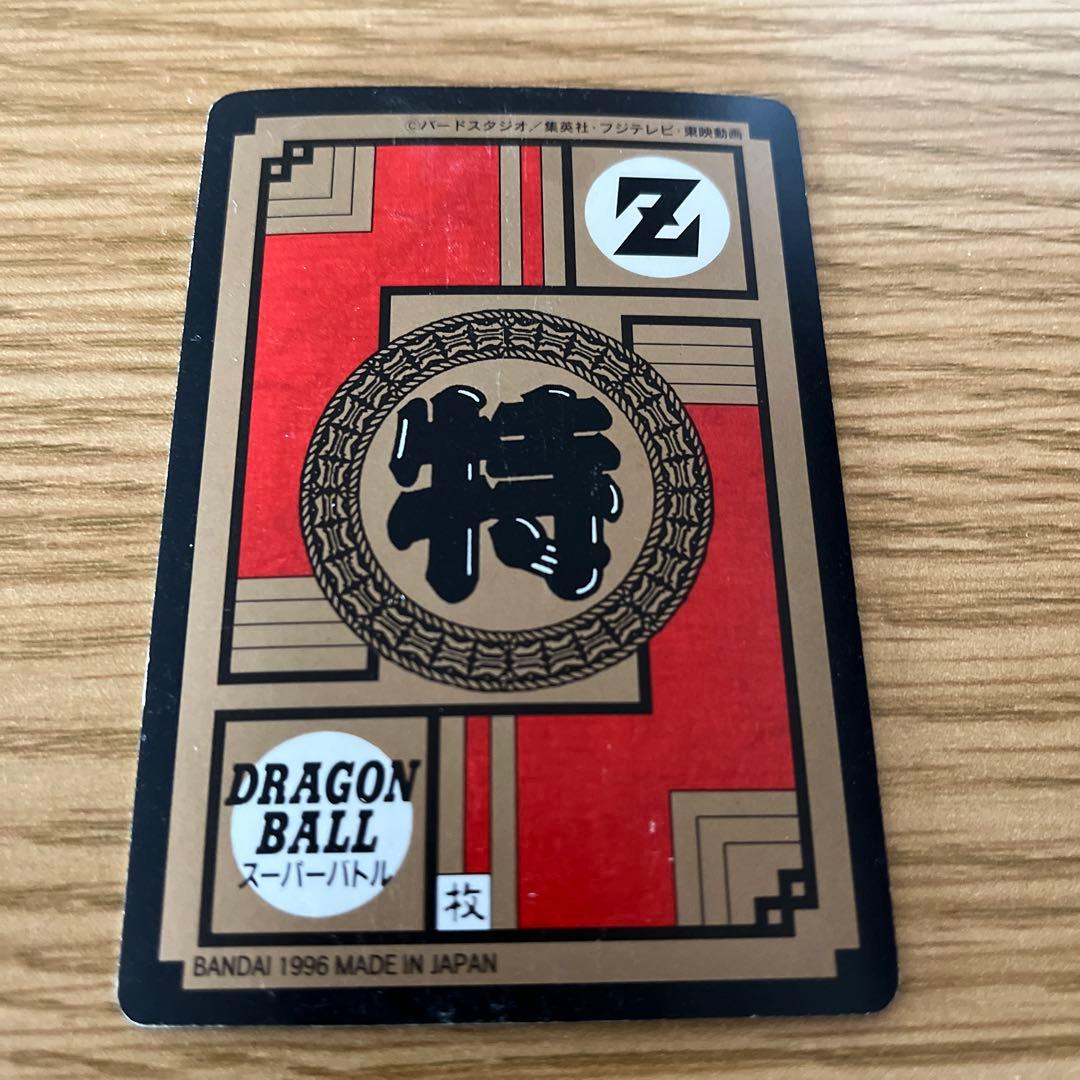 ©バードスタジオ／集英社・フジテレビ・東映動画
Z
特
DRAGON
BALL
スーパーバトル
枚
BANDAI 1996 MADE IN JAPAN